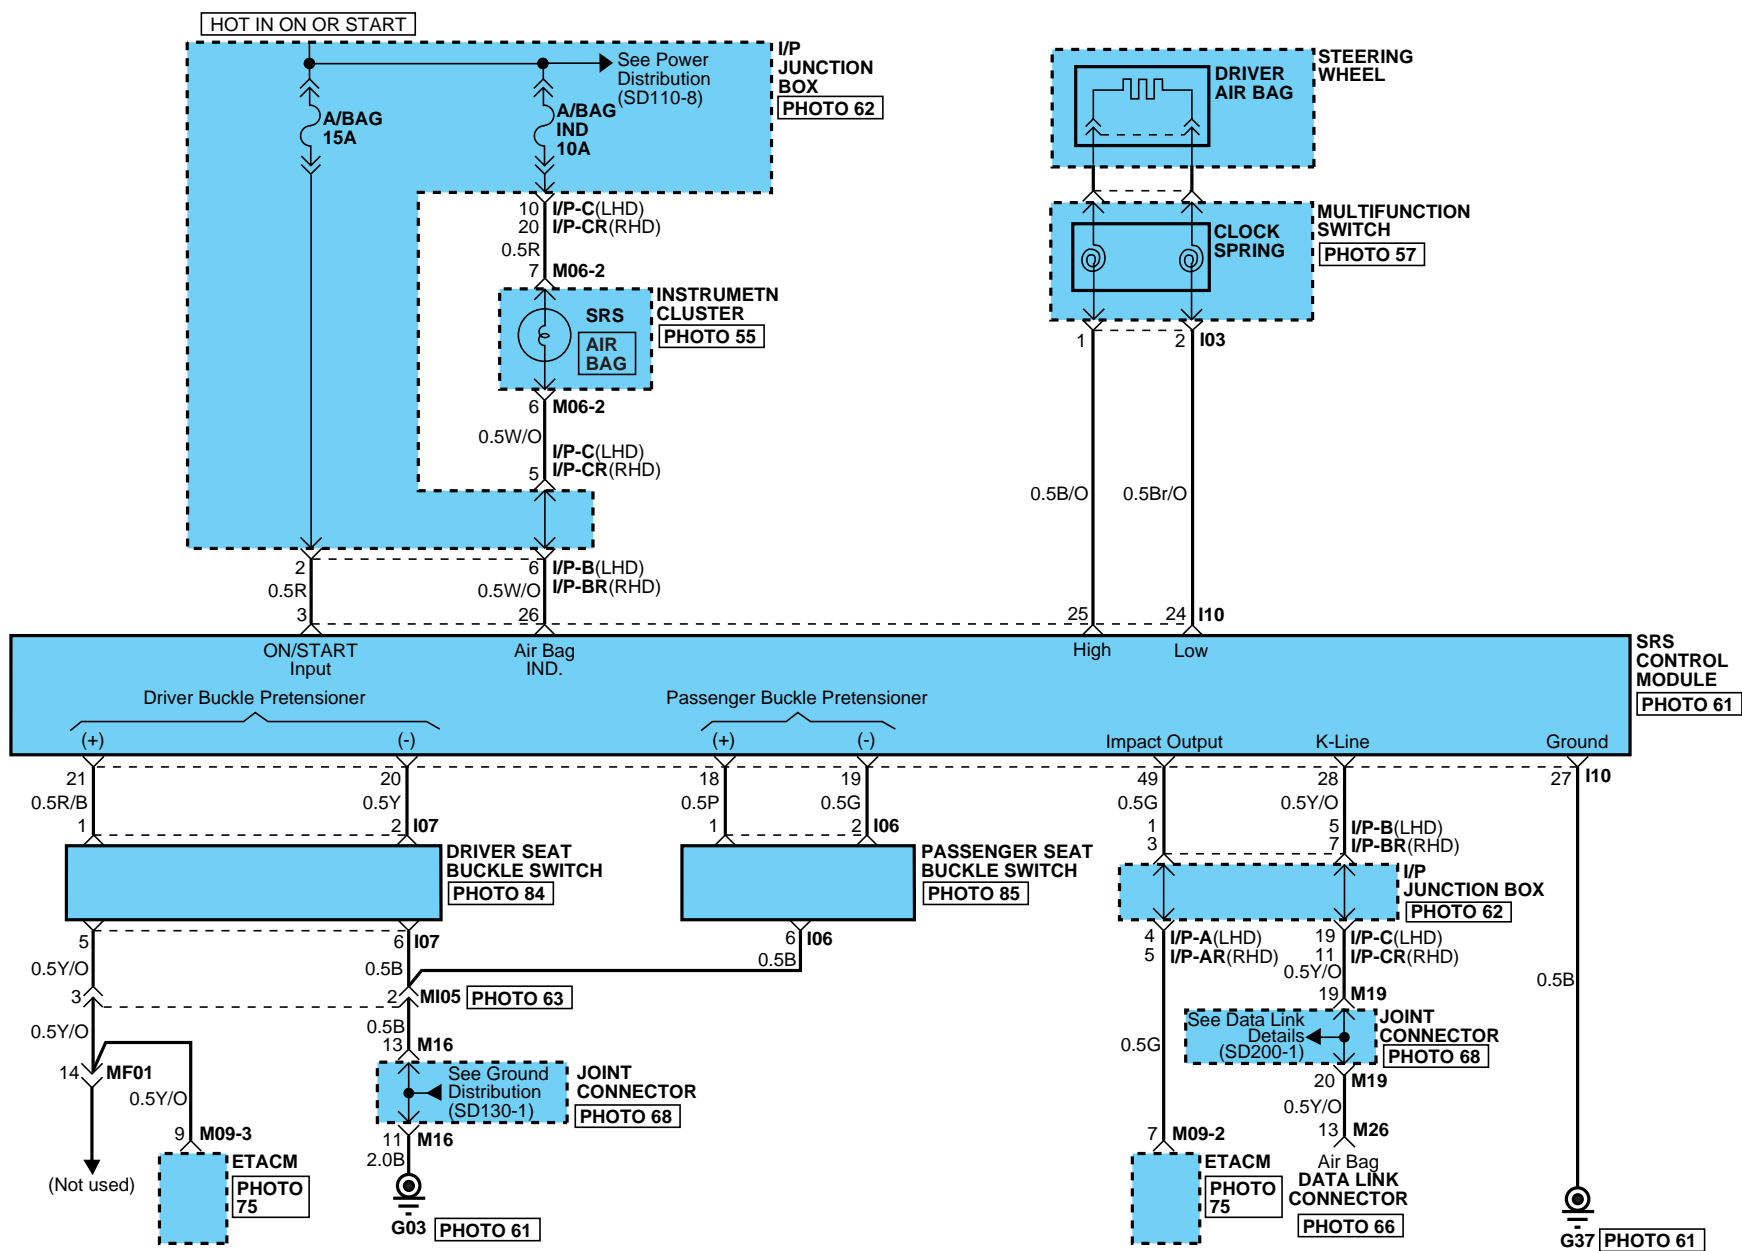 HOT IN ON OR START
I/P
JUNCTION
BOX
PHOTO 62
See Power
Distribution
(SD110-8)
A/BAG
15A
A/BAG
IND
10A
STEERING
WHEEL
DRIVER
AIR BAG
10 I/P-C(LHD)
20 I/P-CR(RHD)
0.5R
7 M06-2
MULTIFUNCTION
SWITCH
PHOTO 57
CLOCK
SPRING
INSTRUMETN
CLUSTER
PHOTO 55
SRS
AIR
BAG
1 2 I03
6 M06-2
0.5W/O
I/P-C(LHD)
5 I/P-CR(RHD)
0.5B/O 0.5Br/O
2 6 I/P-B(LHD)
0.5R 0.5W/O I/P-BR(RHD)
3 26 25 24 I10
ON/START
Input
Air Bag
IND.
High Low
SRS
CONTROL
MODULE
PHOTO 61
Driver Buckle Pretensioner
Passenger Buckle Pretensioner
(+) (-) (+) (-) Impact Output K-Line Ground
21 20 18 19 49 28 27 I10
0.5R/B 0.5Y 0.5P 0.5G 0.5G 0.5Y/O
1 2 I07 1 2 I06
1 5 I/P-B(LHD)
3 7 I/P-BR(RHD)
DRIVER SEAT
BUCKLE SWITCH
PHOTO 84
PASSENGER SEAT
BUCKLE SWITCH
PHOTO 85
I/P
JUNCTION BOX
PHOTO 62
5 6 I07 6 I06
0.5Y/O 0.5B 0.5B
4 I/P-A(LHD) 19 I/P-C(LHD)
5 I/P-AR(RHD) 11 I/P-CR(RHD)
0.5Y/O
0.5B
3 2 MI05 PHOTO 63
19 M19
0.5Y/O 0.5B
13 M16
See Data Link
Details
(SD200-1)
JOINT
CONNECTOR
PHOTO 68
0.5G
14 MF01
0.5Y/O
See Ground
Distribution
(SD130-1)
JOINT
CONNECTOR
PHOTO 68
20 M19
0.5Y/O
9 M09-3
11 M16
2.0B
7 M09-2
13 M26
(Not used)
ETACM
PHOTO
75
G03 PHOTO 61
ETACM
PHOTO
75
Air Bag
DATA LINK
CONNECTOR
PHOTO 66
G37 PHOTO 61